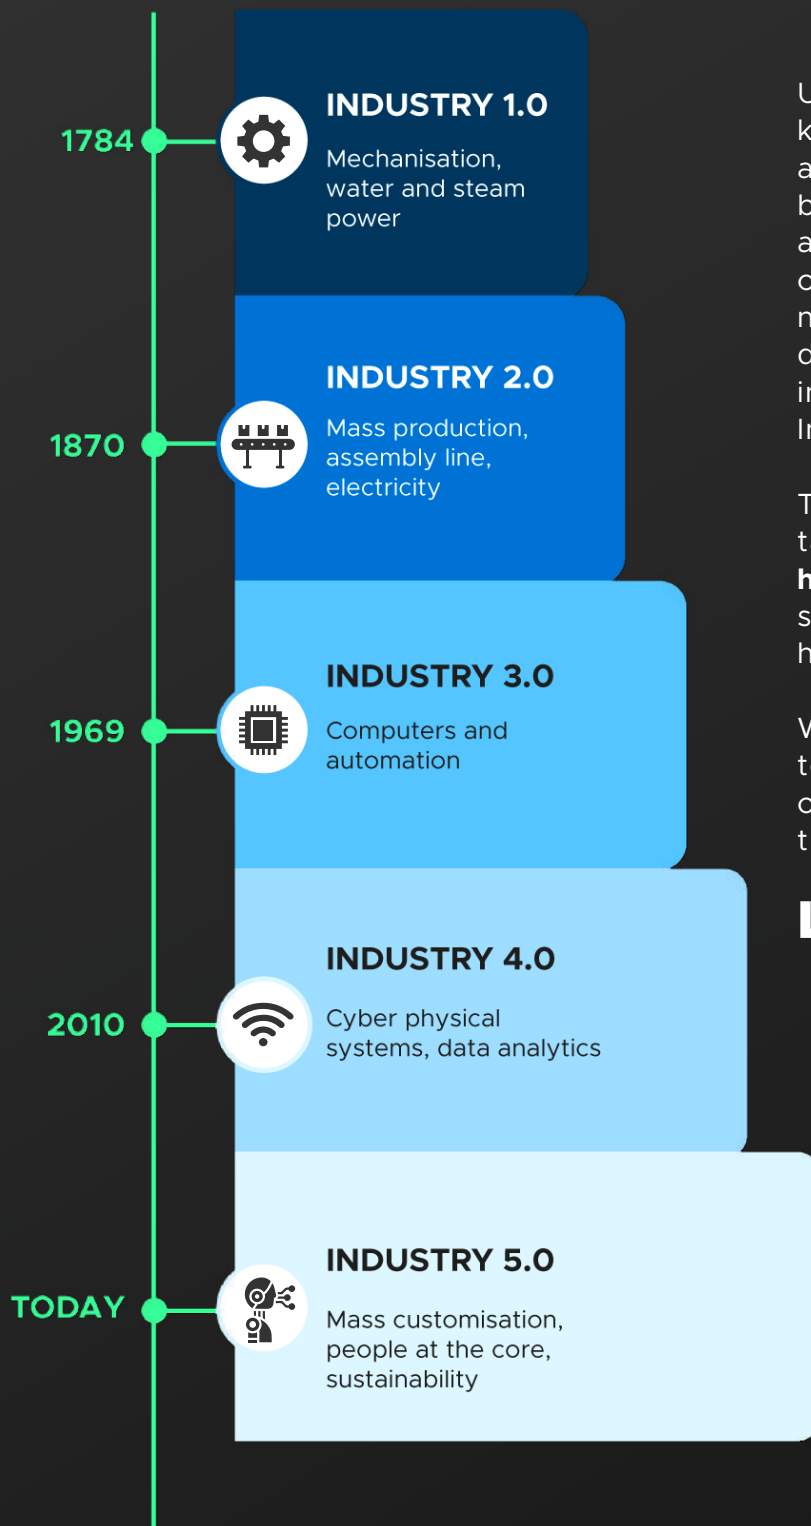 1784
INDUSTRY 1.0
Mechanisation,
water and steam
power
1870
INDUSTRY 2.0
Mass production,
assembly line,
electricity
1969
INDUSTRY 3.0
Computers and
automation
2010
INDUSTRY 4.0
Cyber physical
systems, data analytics
TODAY
INDUSTRY 5.0
Mass customisation,
people at the core,
sustainability